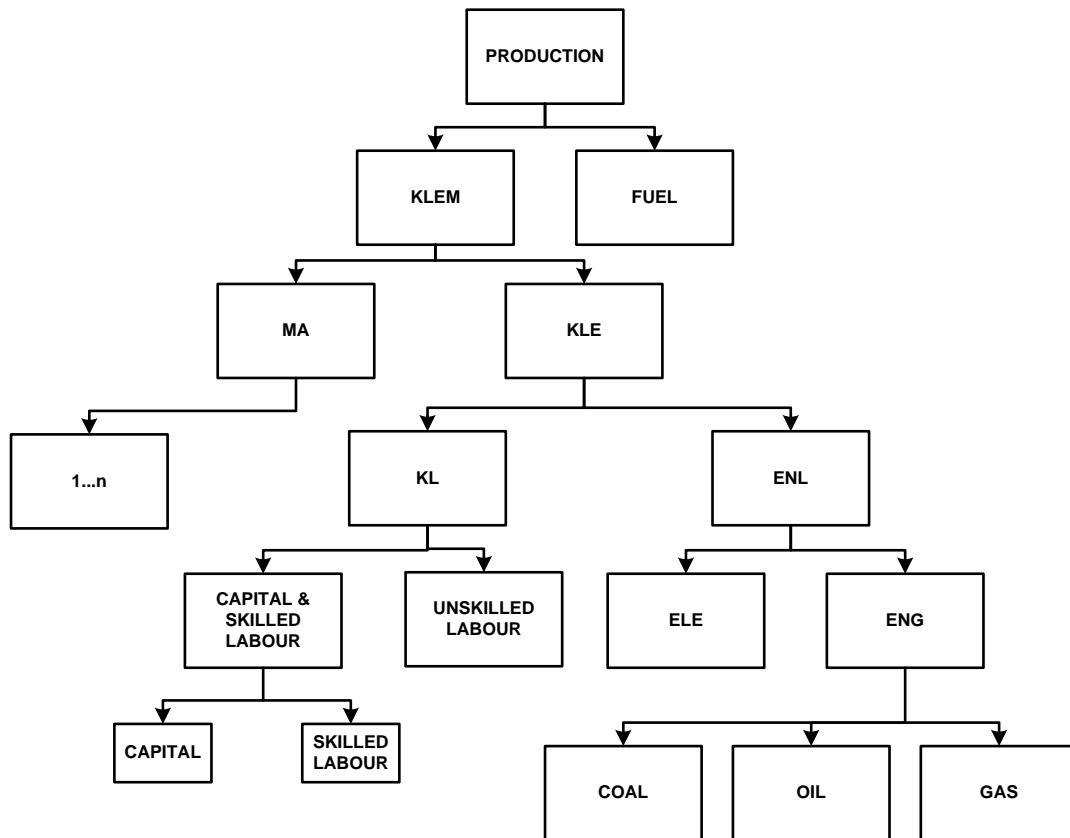 PRODUCTION
KLEM
FUEL
MA
KLE
1...n
KL
ENL
CAPITAL &
SKILLED
LABOUR
UNSKILLED
LABOUR
ELE
ENG
CAPITAL
SKILLED
LABOUR
COAL
OIL
GAS